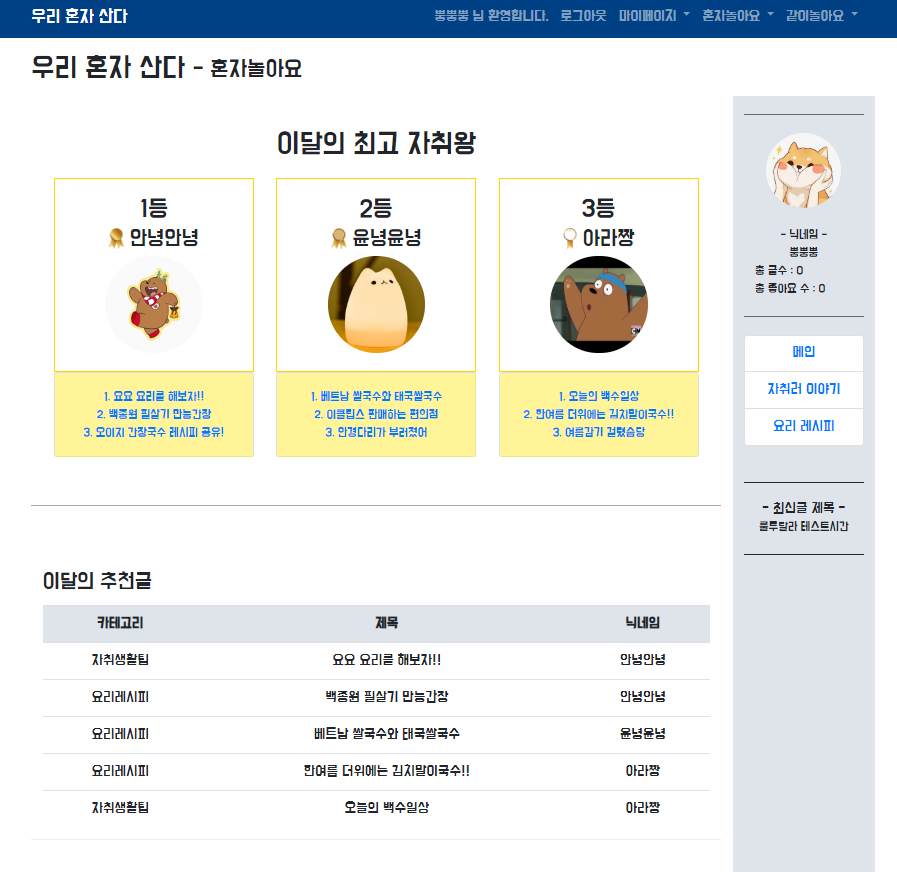 우리 혼자 산다
뿡뿡뿡 님 환영합니다. 로그아웃 마이페이지 혼자놀아요 같이놀아요
우리 혼자 산다 - 혼자놀아요
이달의 최고 자취왕
1등
안녕안녕
1. 요요 요리를 해보자!!
2. 백종원 필살기 만능간장
3. 오이지 간장국수 레시피 공유!
2등
윤녕윤녕
1. 베트남 쌀국수와 태국쌀국수
2. 이클립스 판매하는 편의점
3. 안경다리가 부러졌어
3등
아라짱
1. 오늘의 백수일상
2. 한여름 더위에는 김치말이국수!!
3. 여름감기 걸렸슴당
- 닉네임 -
뿡뿡뿡
총 글수 : 0
총 좋아요 수 : 0
메인
자취러 이야기
요리 레시피
- 최신글 제목 -
룰루랄라 테스트시간
이달의 추천글
카테고리 제목 닉네임
자취생활팁 요요 요리를 해보자!! 안녕안녕
요리레시피 백종원 필살기 만능간장 안녕안녕
요리레시피 베트남 쌀국수와 태국쌀국수 윤녕윤녕
요리레시피 한여름 더위에는 김치말이국수!! 아라짱
자취생활팁 오늘의 백수일상 아라짱